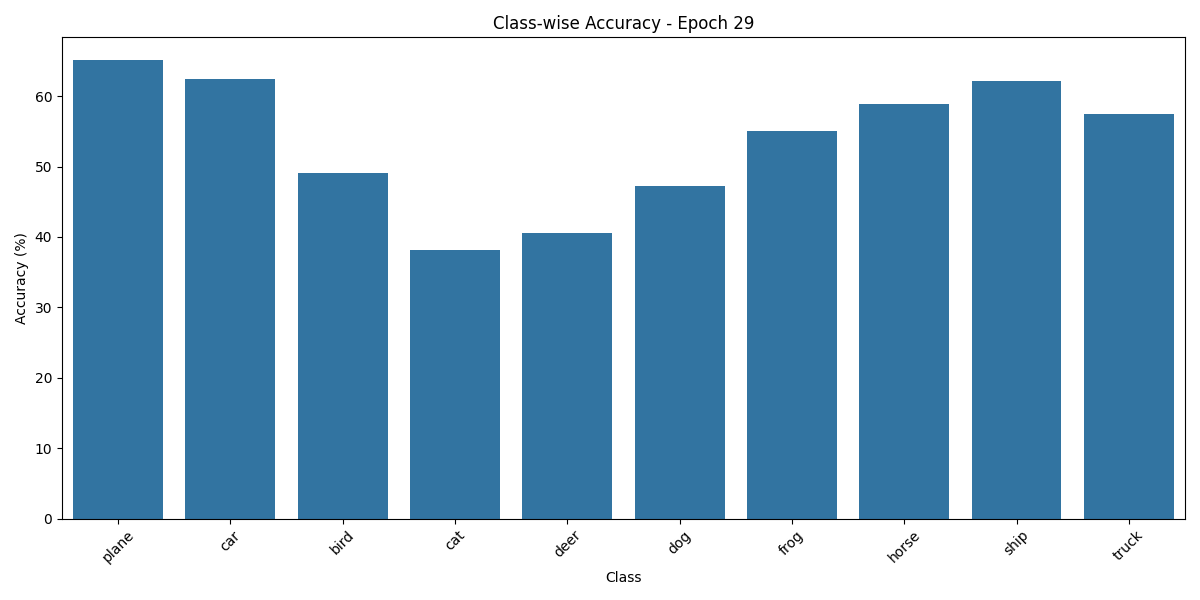 Class-wise Accuracy - Epoch 29
Accuracy (%)
60
50
40
30
20
10
0
plane
car
bird
cat
deer
dog
frog
horse
ship
truck
Class